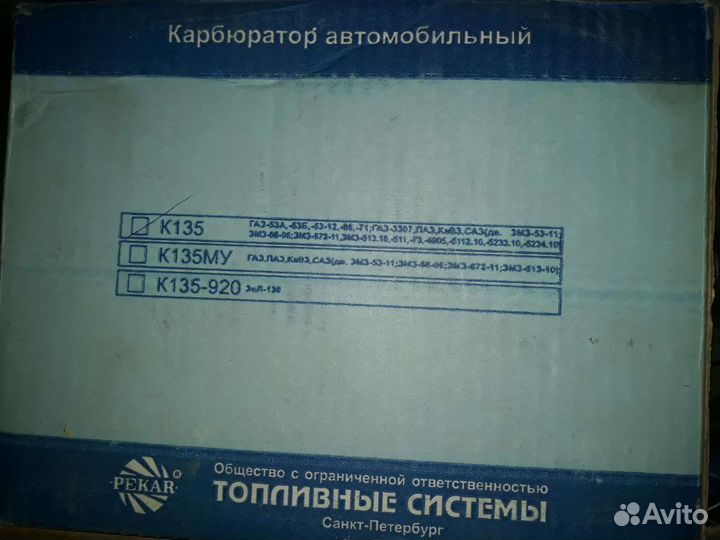 Карбюратор автомобильный
К135 ГАЗ-53А,-53Б,-53-12,-66,-71;ГАЗ-3307,ПАЗ,КаВЗ,САЗ(дв. ЗМЗ-53-11;
ЗМЗ-66-06;ЗМЗ-672-11,ЗМЗ-513.10,-511,-73,-4905,-5112.10,-5233.10,-5234.10)
К135МУ ГАЗ,ПАЗ,КаВЗ,САЗ(дв. ЗМЗ-53-11;ЗМЗ-66-06;ЗМЗ-672-11;ЗМЗ-513-10);
К135-920 ЗиЛ-130
PEKAR ®
Общество с ограниченной ответственностью
ТОПЛИВНЫЕ СИСТЕМЫ
Санкт-Петербург
Avito